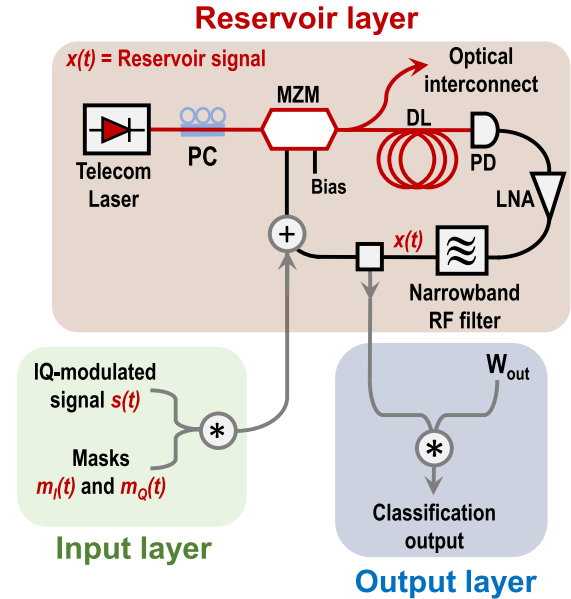 Reservoir layer
x(t) = Reservoir signal
Optical
interconnect
MZM
DL
PC
PD
Telecom
Laser
Bias
LNA
+
x(t)
Narrowband
RF filter
IQ-modulated
signal s(t)
*
Masks
mI(t) and mQ(t)
Input layer
Wout
*
Classification
output
Output layer